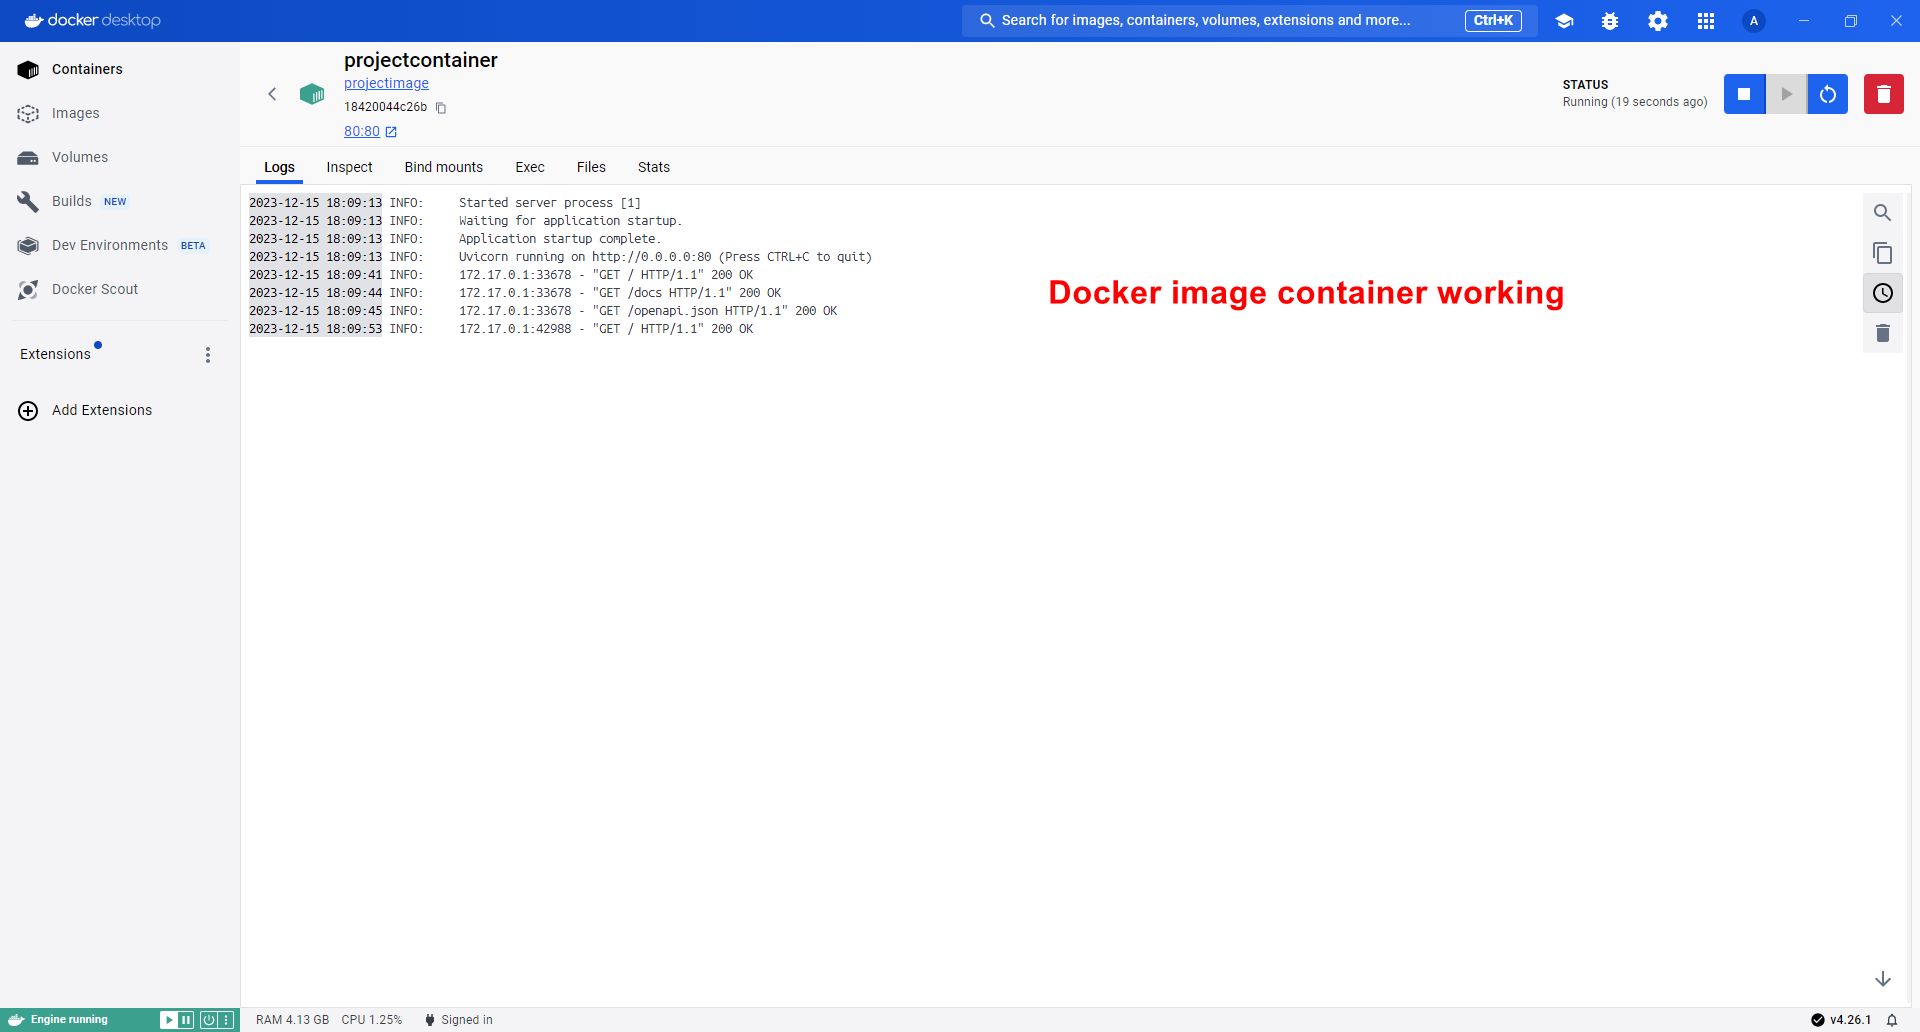 docker desktop
Search for images, containers, volumes, extensions and more...
Ctrl+K
A
Containers
Images
Volumes
Builds NEW
Dev Environments BETA
Docker Scout
Extensions
Add Extensions
projectcontainer
projectimage
18420044c26b
80:80
STATUS
Running (19 seconds ago)
Logs Inspect Bind mounts Exec Files Stats
2023-12-15 18:09:13 INFO: Started server process [1]
2023-12-15 18:09:13 INFO: Waiting for application startup.
2023-12-15 18:09:13 INFO: Application startup complete.
2023-12-15 18:09:13 INFO: Uvicorn running on http://0.0.0.0:80 (Press CTRL+C to quit)
2023-12-15 18:09:41 INFO: 172.17.0.1:33678 - "GET / HTTP/1.1" 200 OK
2023-12-15 18:09:44 INFO: 172.17.0.1:33678 - "GET /docs HTTP/1.1" 200 OK
2023-12-15 18:09:45 INFO: 172.17.0.1:33678 - "GET /openapi.json HTTP/1.1" 200 OK
2023-12-15 18:09:53 INFO: 172.17.0.1:42988 - "GET / HTTP/1.1" 200 OK
Docker image container working
Engine running
RAM 4.13 GB CPU 1.25% Signed in
v4.26.1